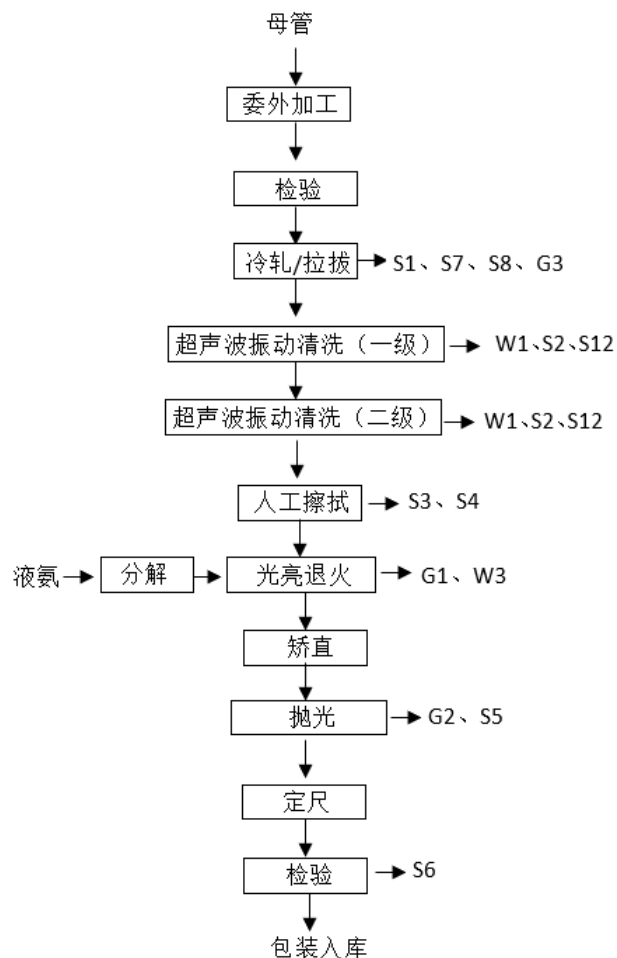 母管
委外加工
检验
冷轧/拉拔
S1、S7、S8、G3
超声波振动清洗（一级）
W1、S2、S12
超声波振动清洗（二级）
W1、S2、S12
人工擦拭
S3、S4
液氨
分解
光亮退火
G1、W3
矫直
抛光
G2、S5
定尺
检验
S6
包装入库